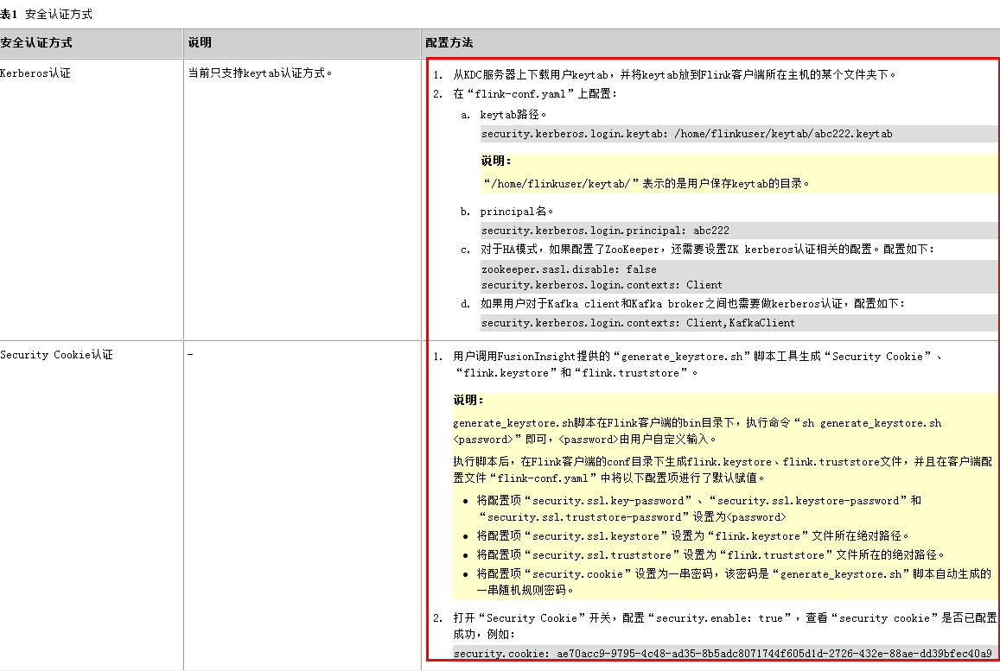 表1 安全认证方式
安全认证方式 说明 配置方法
Kerberos认证
当前只支持keytab认证方式。
1. 从KDC服务器上下载用户keytab，并将keytab放到Flink客户端所在主机的某个文件夹下。
2. 在“flink-conf.yaml”上配置：
a. keytab路径。
security.kerberos.login.keytab: /home/flinkuser/keytab/abc222.keytab
说明：
“/home/flinkuser/keytab/”表示的是用户保存keytab的目录。
b. principal名。
security.kerberos.login.principal: abc222
c. 对于HA模式，如果配置了ZooKeeper，还需要设置ZK kerberos认证相关的配置。配置如下：
zookeeper.sasl.disable: false
security.kerberos.login.contexts: Client
d. 如果用户对于Kafka client和Kafka broker之间也需要做kerberos认证，配置如下：
security.kerberos.login.contexts: Client,KafkaClient
Security Cookie认证
-
1. 用户调用FusionInsight提供的“generate_keystore.sh”脚本工具生成“Security Cookie”、
“flink.keystore”和“flink.truststore”。
说明：
generate_keystore.sh脚本在Flink客户端的bin目录下，执行命令“sh generate_keystore.sh
<password>”即可，<password>由用户自定义输入。
执行脚本后，在Flink客户端的conf目录下生成flink.keystore、flink.truststore文件，并且在客户端配
置文件“flink-conf.yaml”中将以下配置项进行了默认赋值。
• 将配置项“security.ssl.key-password”、“security.ssl.keystore-password”和
“security.ssl.truststore-password”设置为<password>
• 将配置项“security.ssl.keystore”设置为“flink.keystore”文件所在绝对路径。
• 将配置项“security.ssl.truststore”设置为“flink.truststore”文件所在的绝对路径。
• 将配置项“security.cookie”设置为一串密码，该密码是“generate_keystore.sh”脚本自动生成的
一串随机规则密码。
2. 打开“Security Cookie”开关，配置“security.enable: true”，查看“security cookie”是否已配置
成功，例如：
security.cookie: ae70acc9-9795-4c48-ad35-8b5adc8071744f605d1d-2726-432e-88ae-dd39bfec40a9